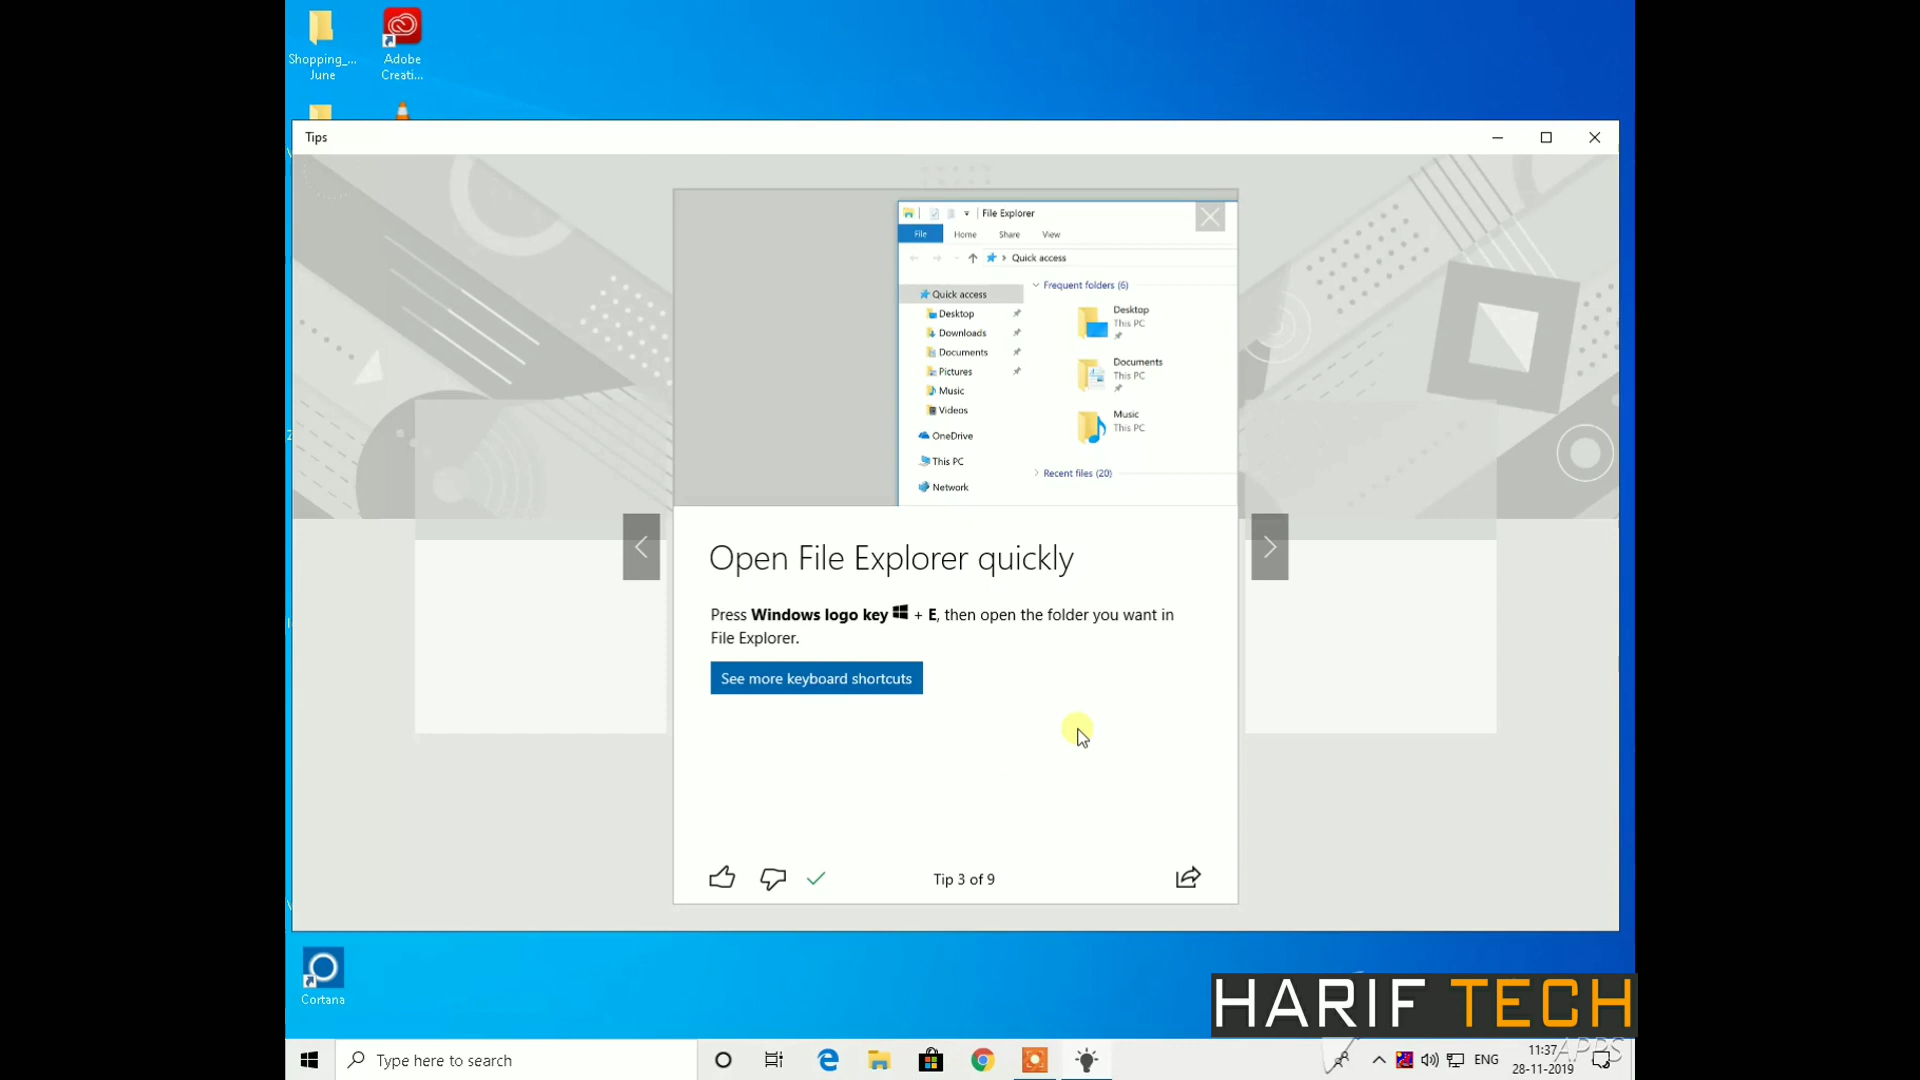 Shopping_...
June
Adobe
Creati...
Tips
File Explorer
File
Home
Share
View
Quick access
Quick access
Desktop
Downloads
Documents
Pictures
Music
Videos
OneDrive
This PC
Network
Frequent folders (6)
Desktop
This PC
Documents
This PC
Music
This PC
Recent files (20)
Open File Explorer quickly
Press Windows logo key + E, then open the folder you want in
File Explorer.
See more keyboard shortcuts
Tip 3 of 9
Cortana
HARIF TECH
APPS
Type here to search
ENG
11:37
28-11-2019